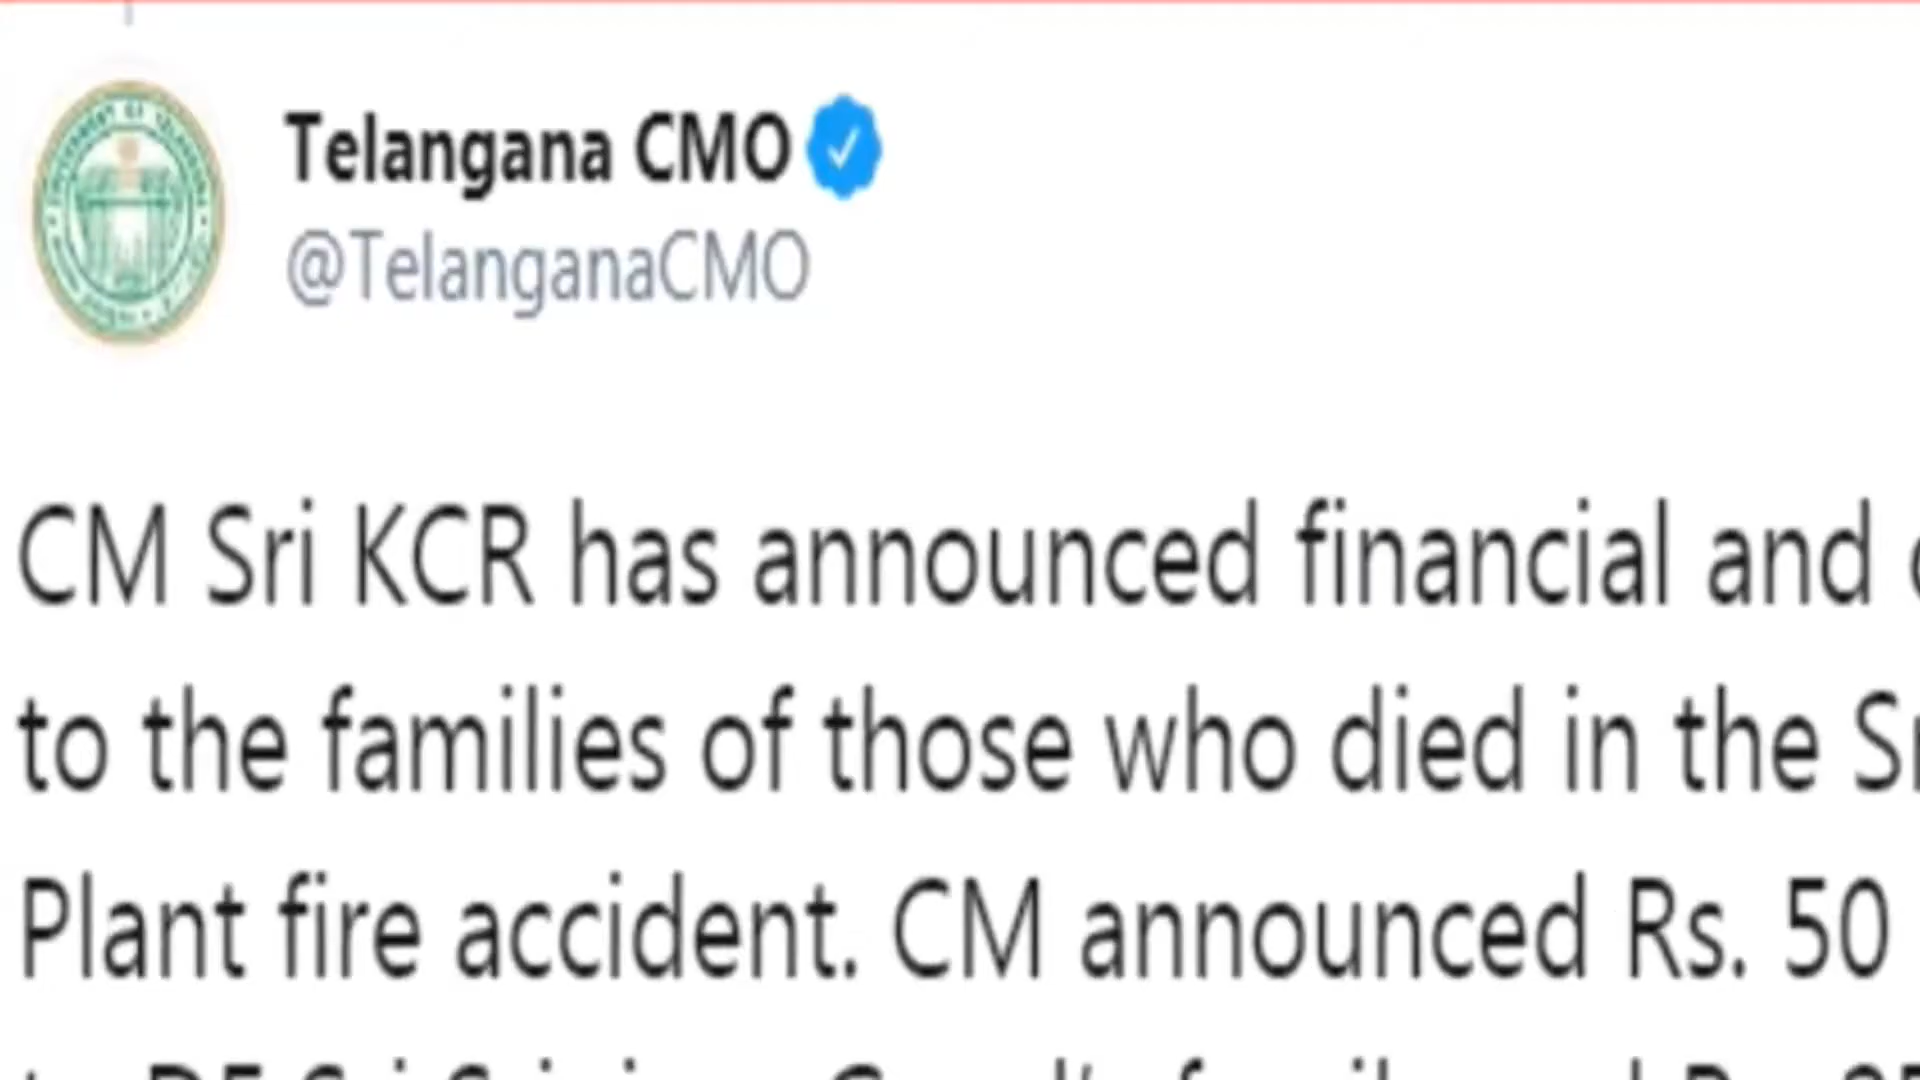 Telangana CMO
@TelanganaCMO
CM Sri KCR has announced financial and
to the families of those who died in the
Plant fire accident. CM announced Rs. 50